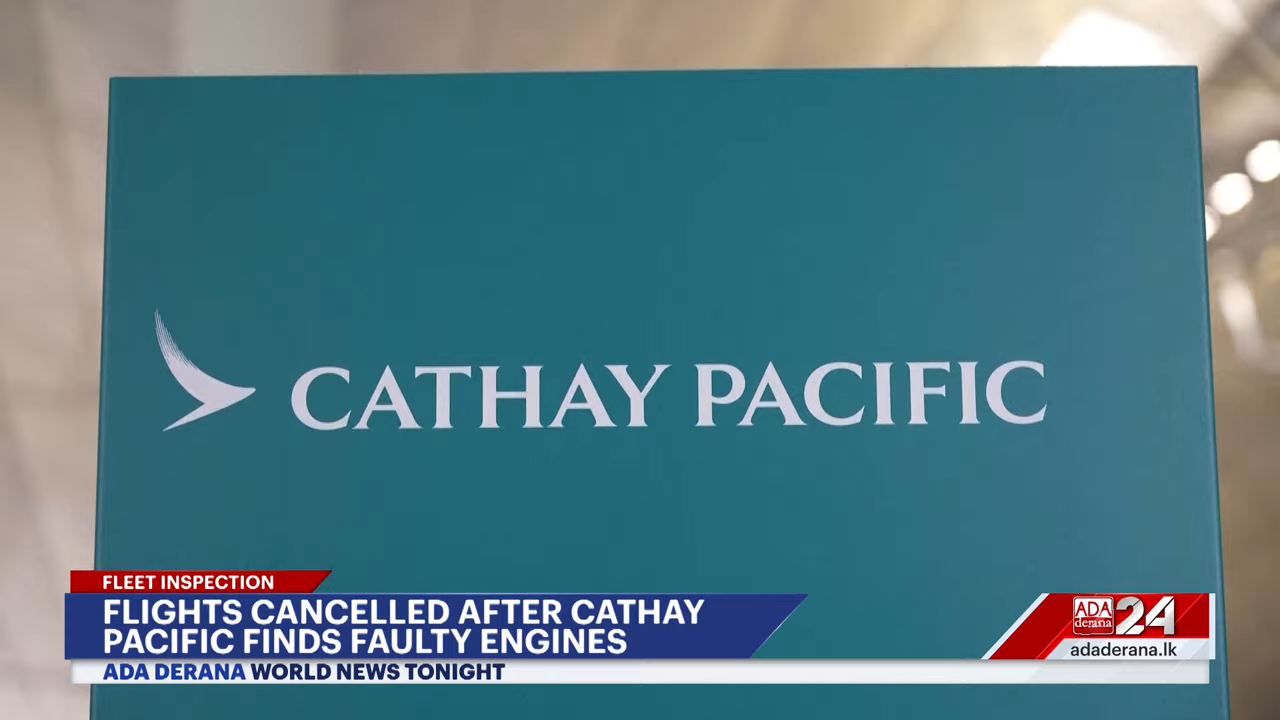 CATHAY PACIFIC
FLEET INSPECTION
FLIGHTS CANCELLED AFTER CATHAY
PACIFIC FINDS FAULTY ENGINES
ADA DERANA WORLD NEWS TONIGHT
ADA
derana
24
adaderana.lk